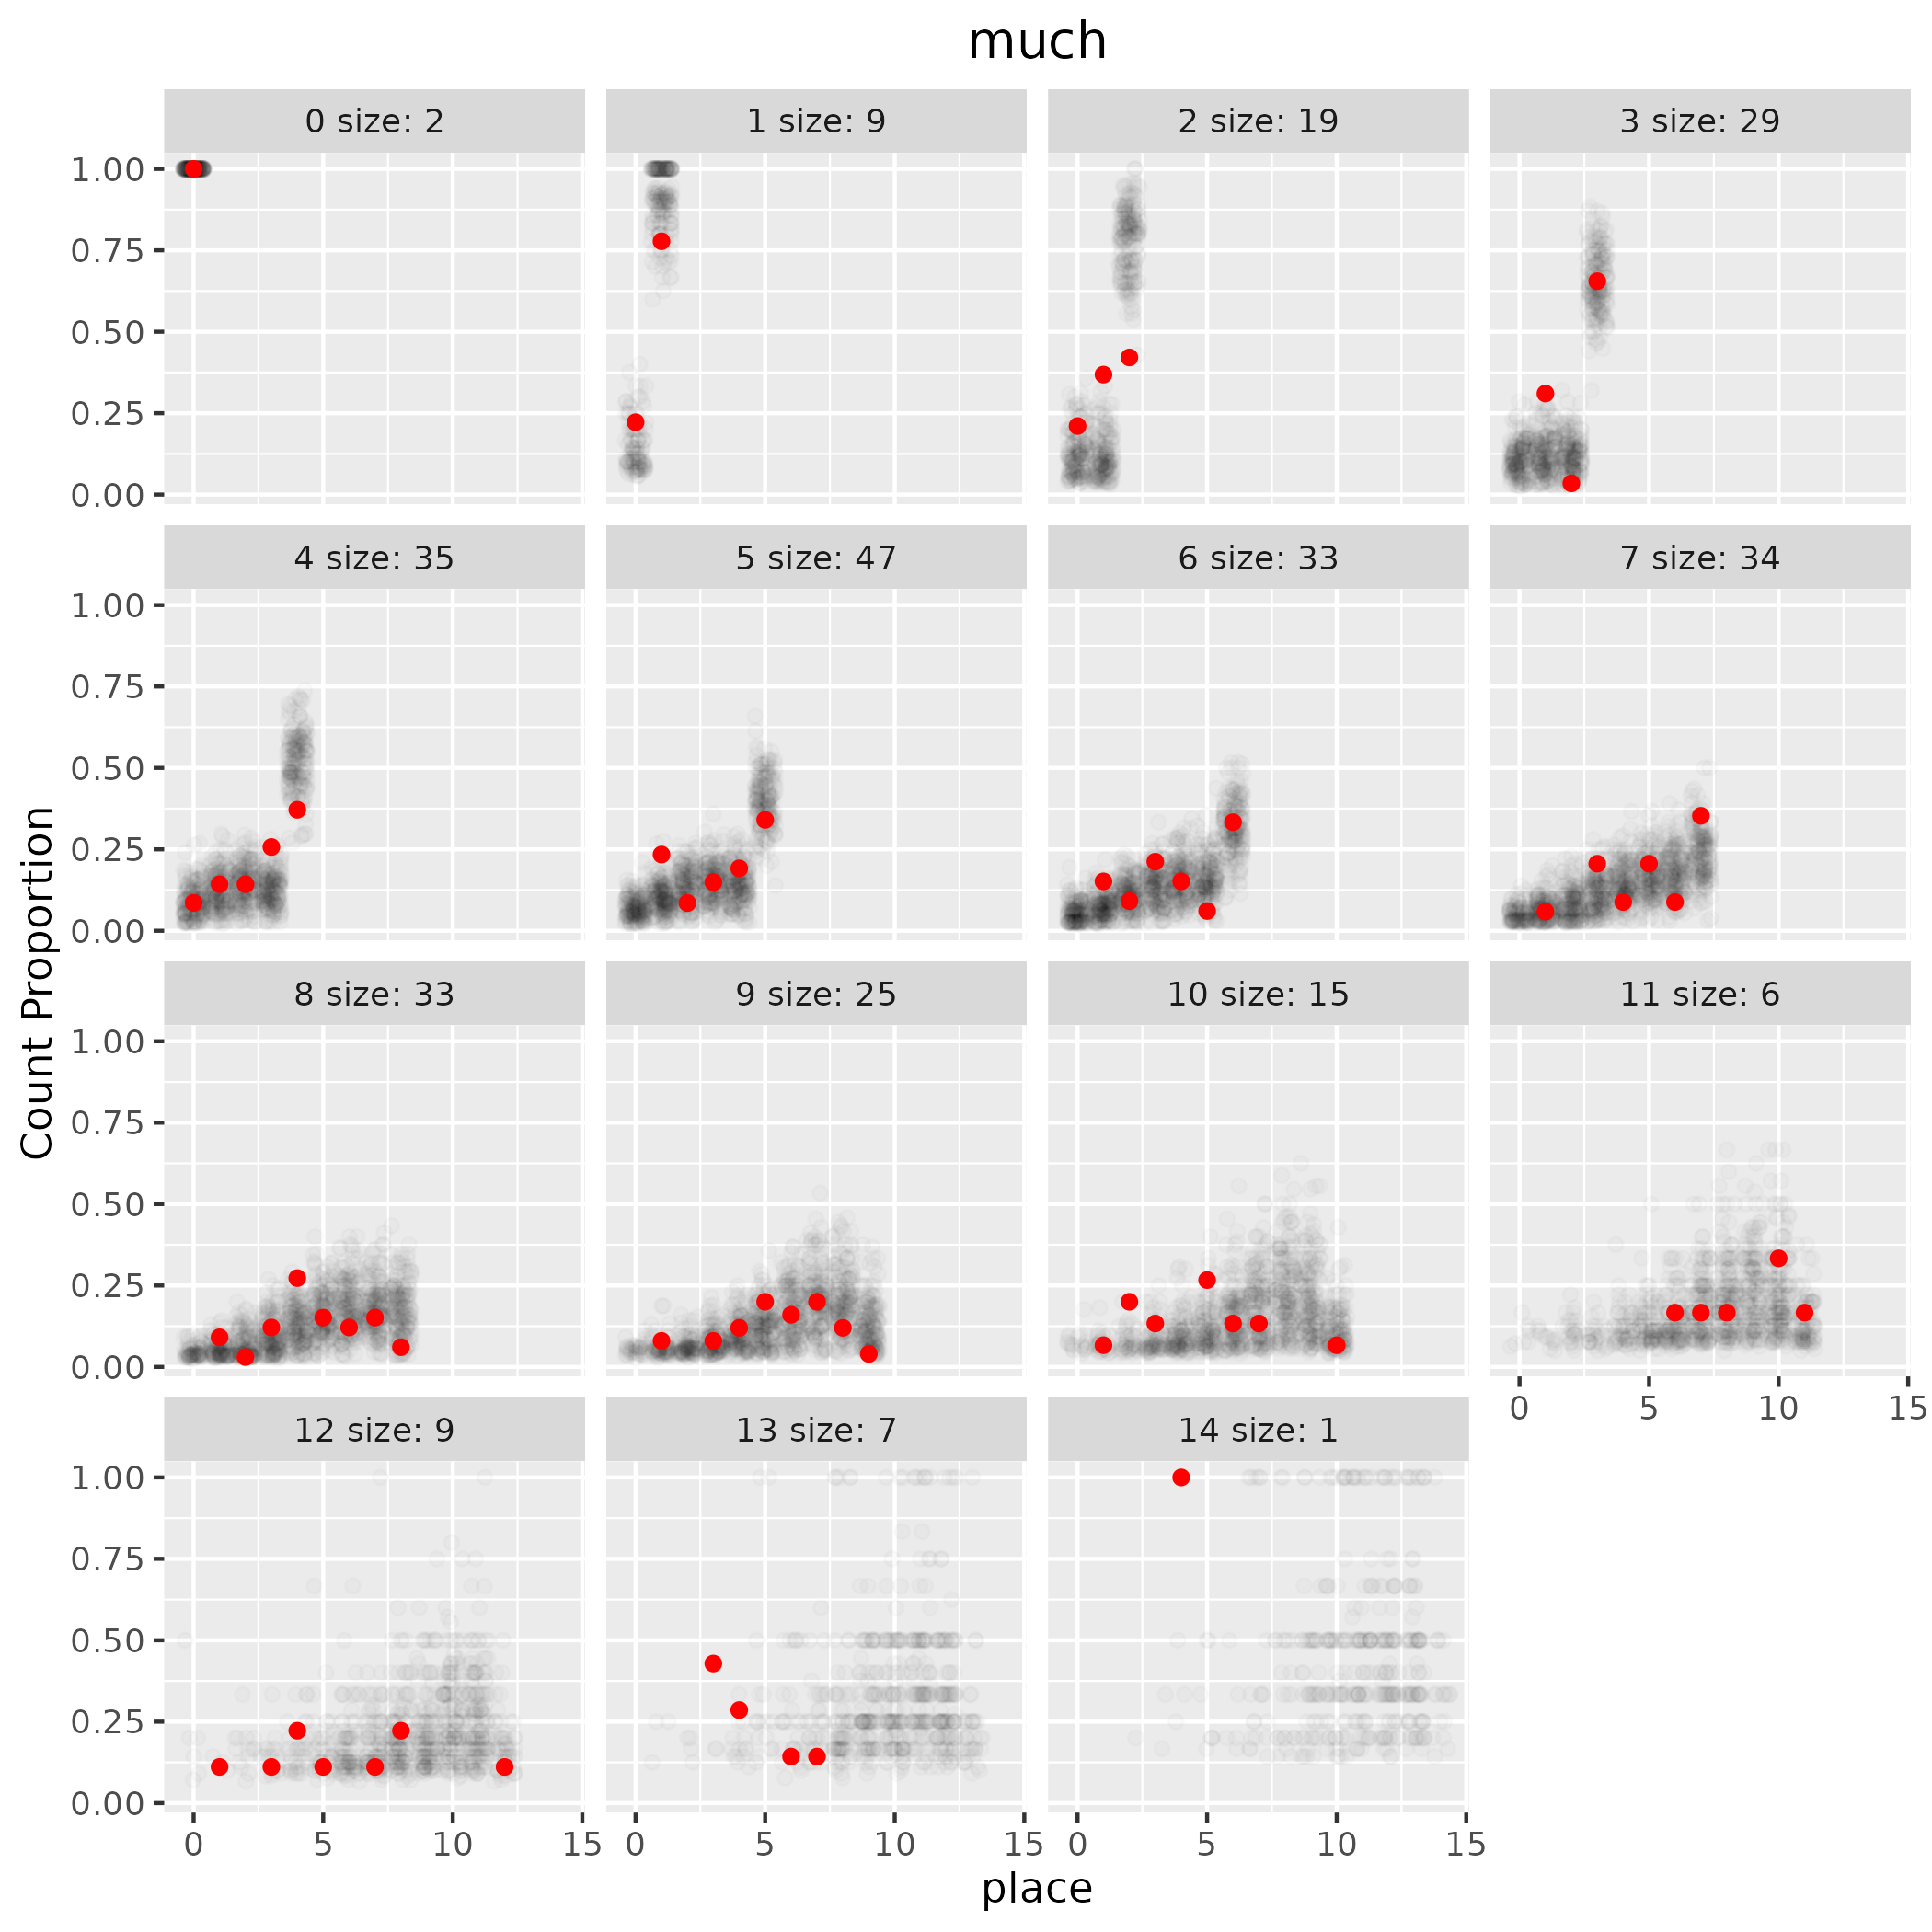 much
0 size: 2
1 size: 9
2 size: 19
3 size: 29
1.00
0.75
0.50
0.25
0.00
4 size: 35
5 size: 47
6 size: 33
7 size: 34
1.00
0.75
0.50
0.25
0.00
Count Proportion
8 size: 33
9 size: 25
10 size: 15
11 size: 6
1.00
0.75
0.50
0.25
0.00
0 5 10 15
12 size: 9
13 size: 7
14 size: 1
1.00
0.75
0.50
0.25
0.00
0 5 10 15
0 5 10 15
0 5 10 15
place